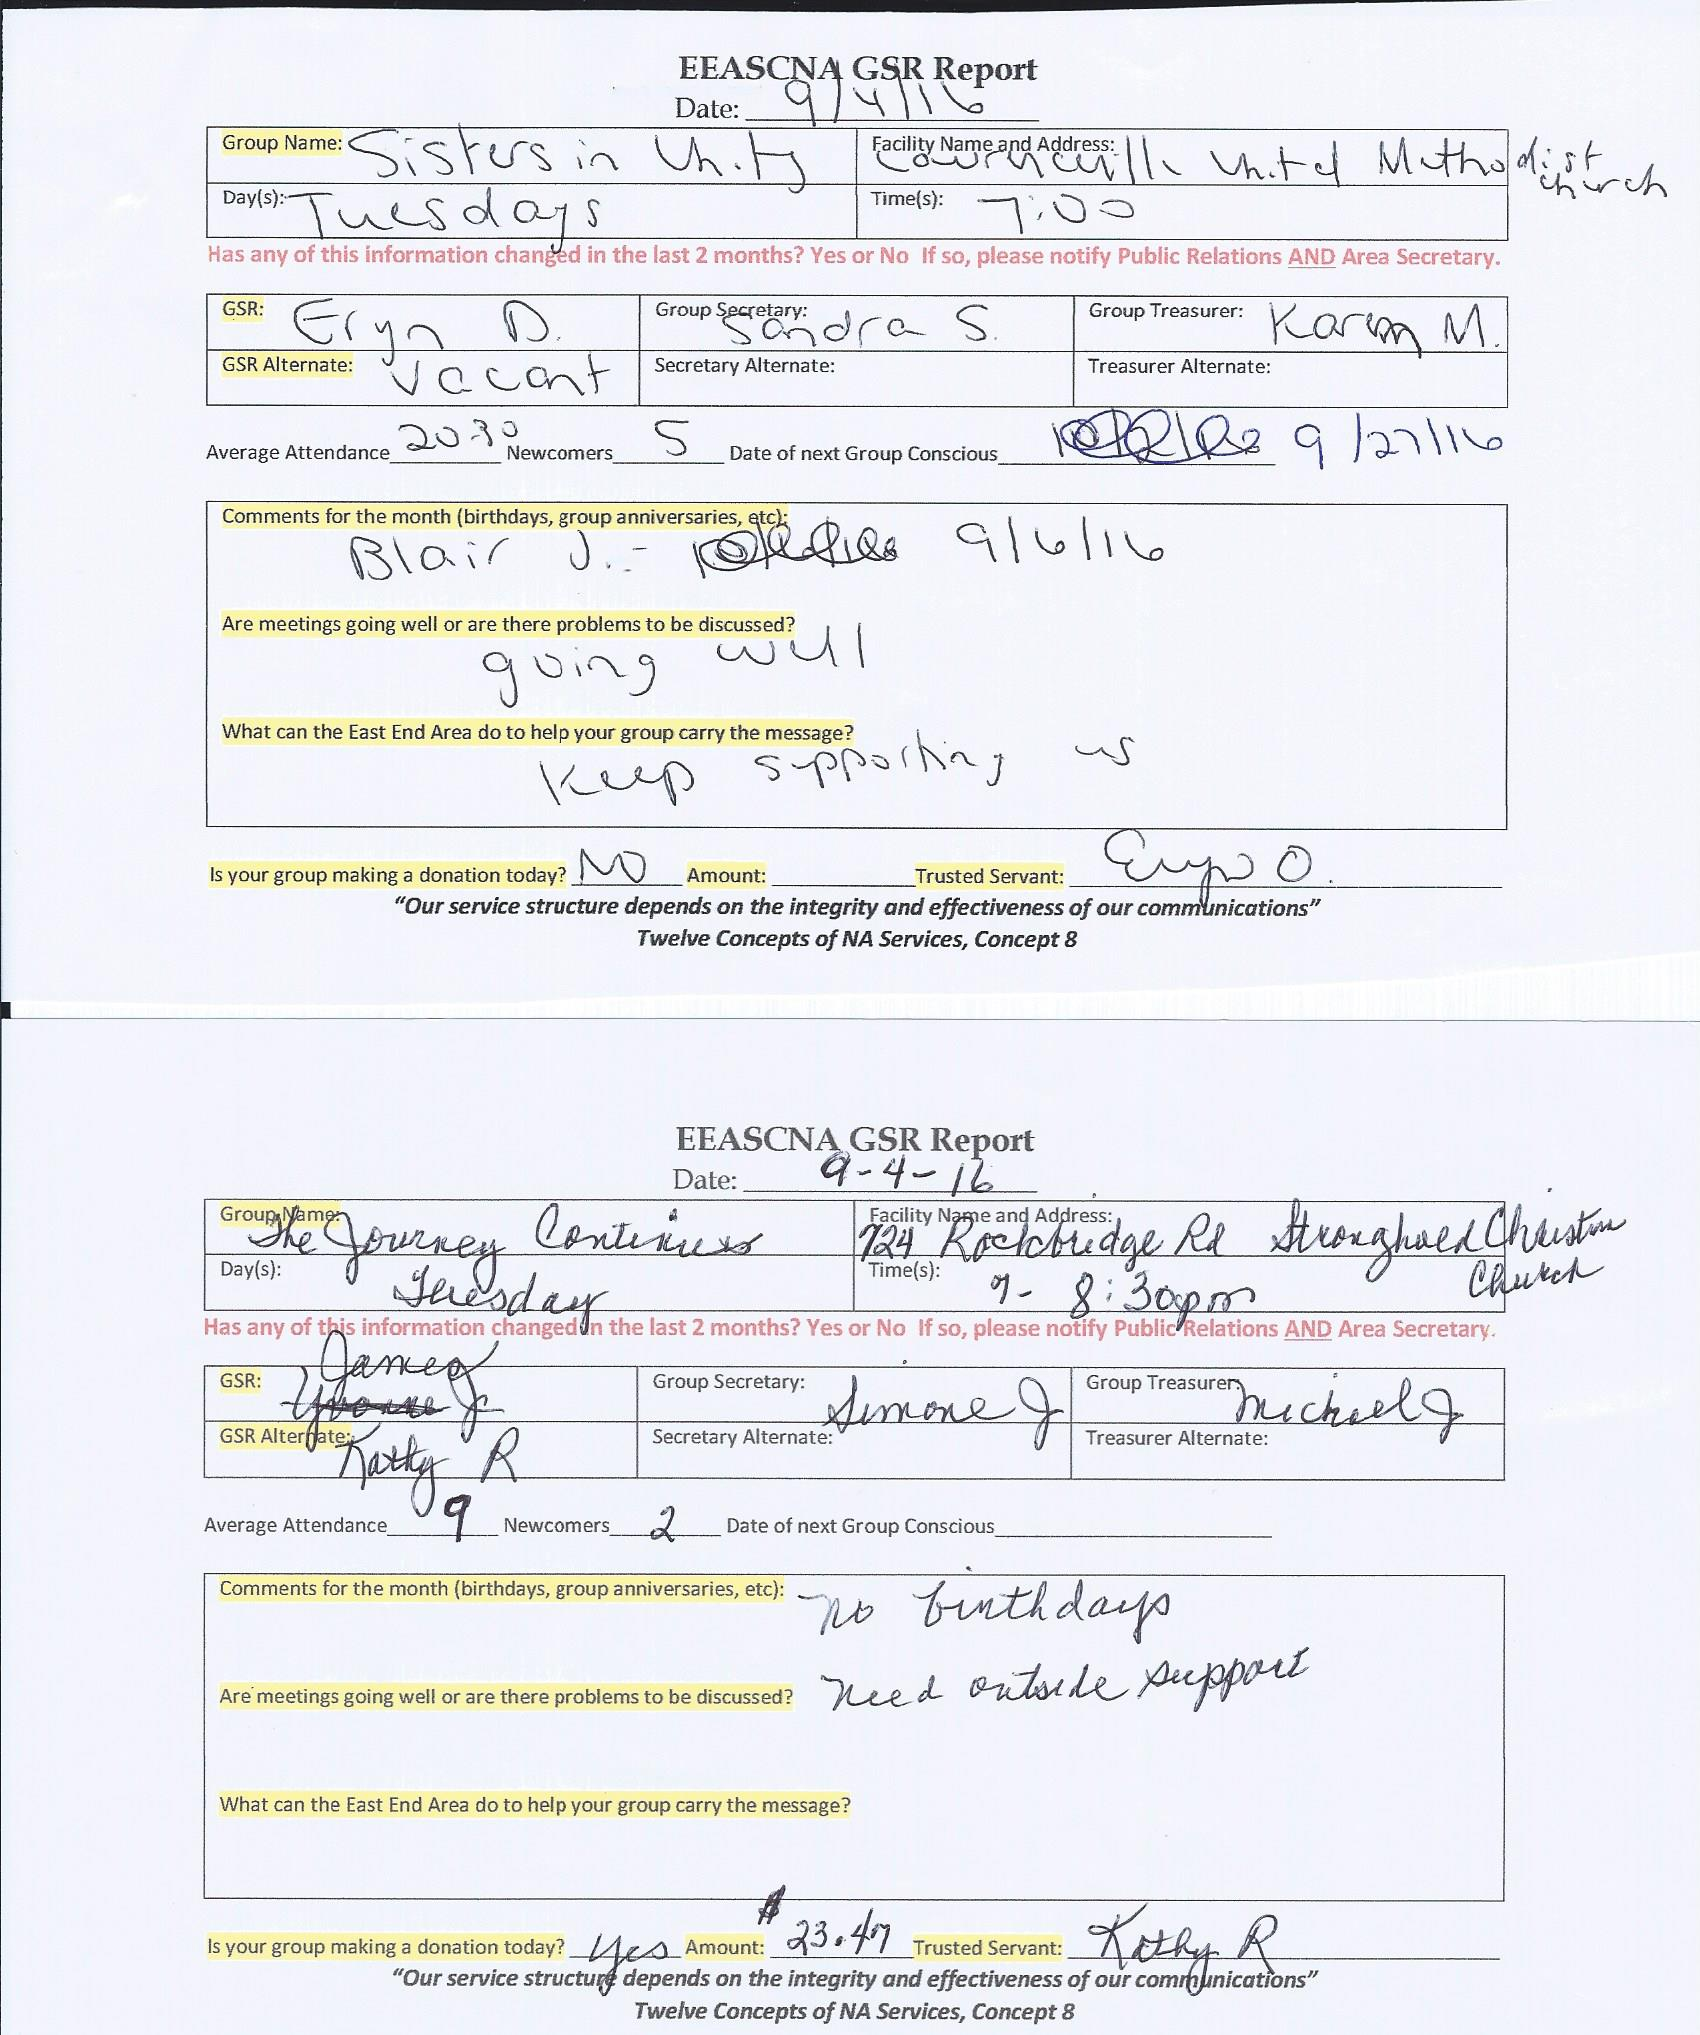 EEASCNA GSR Report
Date: 9/4/16
Group Name: Sisters in Unity Facility Name and Address: United Methodist church
Day(s): Tuesdays Time(s): 7:00
Has any of this information changed in the last 2 months? Yes or No If so, please notify Public Relations AND Area Secretary.
GSR: Eryn O. Group Secretary: Sandra S. Group Treasurer: Karen M.
GSR Alternate: Vacant Secretary Alternate: Treasurer Alternate:
Average Attendance 20-30 Newcomers 5 Date of next Group Conscious 9/27/16
Comments for the month (birthdays, group anniversaries, etc):
Blair J. - 9/6/16
Are meetings going well or are there problems to be discussed?
going well
What can the East End Area do to help your group carry the message?
Keep supporting us
Is your group making a donation today? NO Amount: Trusted Servant: Eryn O.
“Our service structure depends on the integrity and effectiveness of our communications”
Twelve Concepts of NA Services, Concept 8
EEASCNA GSR Report
Date: 9-4-16
Group Name: The Journey Continues Facility Name and Address: 724 Rockbridge Rd Stronghold Christian Church
Day(s): Tuesday Time(s): 7- 8:30pm
Has any of this information changed in the last 2 months? Yes or No If so, please notify Public Relations AND Area Secretary.
James
GSR: Yvonne J Group Secretary: Simone J Group Treasurer: Michael J
GSR Alternate: Kathy R Secretary Alternate: Treasurer Alternate:
Average Attendance 9 Newcomers 2 Date of next Group Conscious
Comments for the month (birthdays, group anniversaries, etc): No birthdays
Are meetings going well or are there problems to be discussed? Need outside support
What can the East End Area do to help your group carry the message?
Is your group making a donation today? yes Amount: $23.47 Trusted Servant: Kathy R
“Our service structure depends on the integrity and effectiveness of our communications”
Twelve Concepts of NA Services, Concept 8